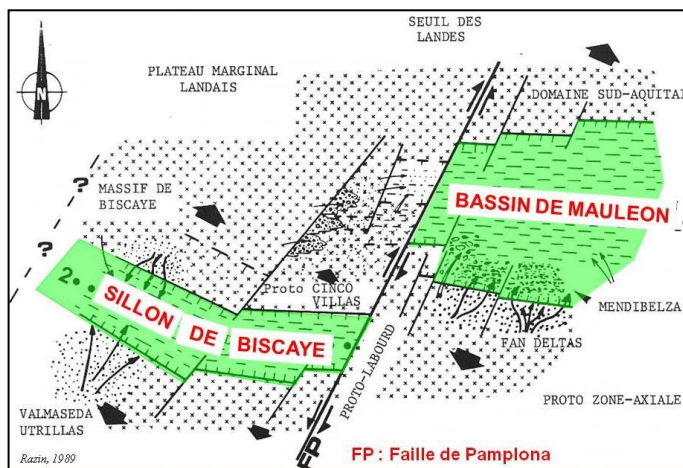 SEUIL DES
LANDES
PLATEAU MARGINAL
LANDAIS
N
DOMAINE SUD-AQUITAI
?
MASSIF DE
BISCAYE
BASSIN DE MAULEON
?
2
SILLON DE BISCAYE
Proto CINCO
VILLAS
MENDIBELZA
FAN DELTAS
PROTO-LABOURD
PROTO ZONE-AXIALE
VALMASEDA
UTRILLAS
FP
FP : Faille de Pamplona
Razin, 1989